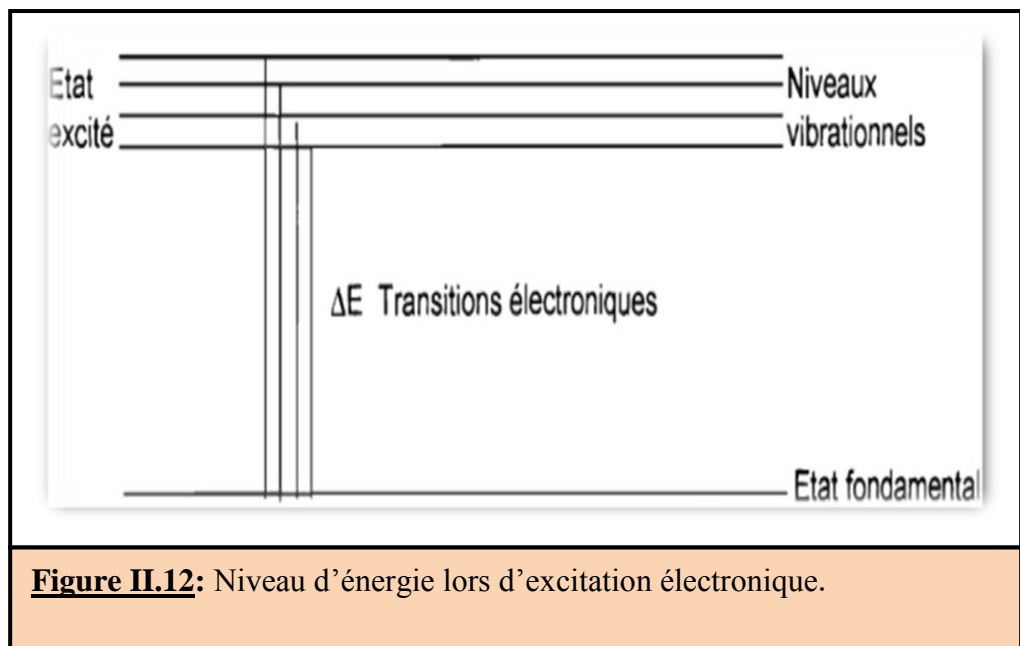 Etat
excité
Niveaux
vibrationnels
ΔE Transitions électroniques
Etat fondamental
Figure II.12: Niveau d’énergie lors d’excitation électronique.